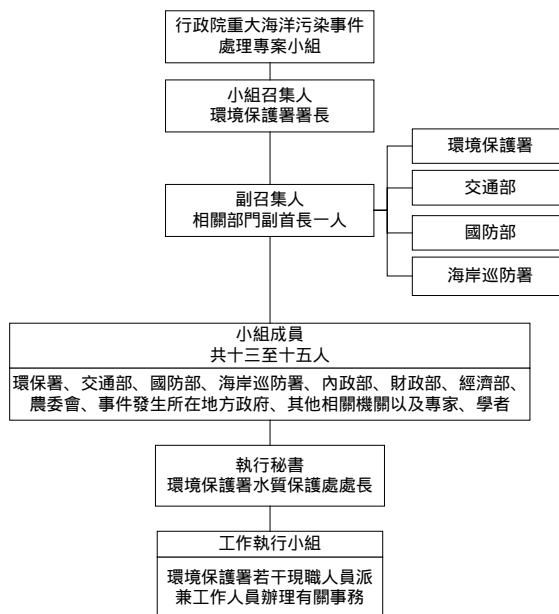 行政院重大海洋污染事件
處理專案小組
小組召集人
環境保護署署長
副召集人
相關部門副首長一人
環境保護署
交通部
國防部
海岸巡防署
小組成員
共十三至十五人
環保署、交通部、國防部、海岸巡防署、內政部、財政部、經濟部、
農委會、事件發生所在地方政府、其他相關機關以及專家、學者
執行秘書
環境保護署水質保護處處長
工作執行小組
環境保護署若干現職人員派
兼工作人員辦理有關事務